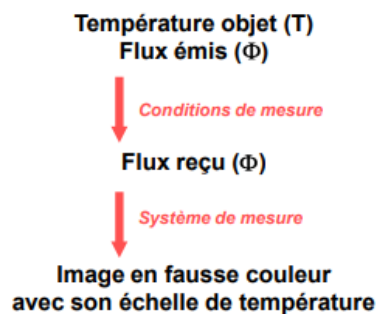 Température objet (T)
Flux émis (Φ)
Conditions de mesure
Flux reçu (Φ)
Système de mesure
Image en fausse couleur
avec son échelle de température